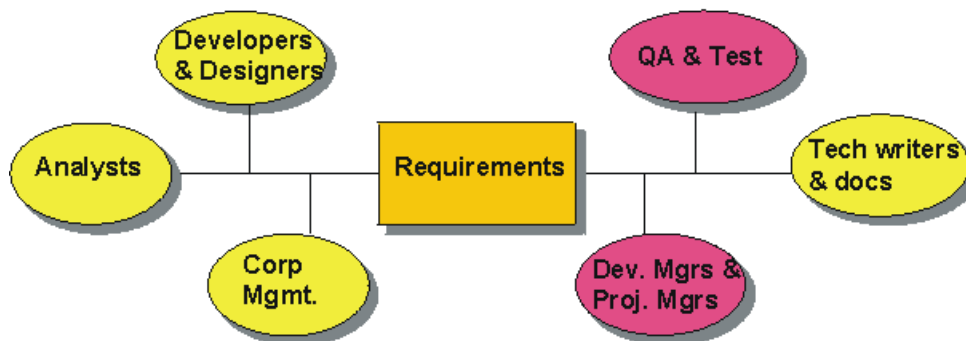 Developers
& Designers
QA & Test
Analysts
Requirements
Tech writers
& docs
Corp
Mgmt.
Dev. Mgrs &
Proj. Mgrs